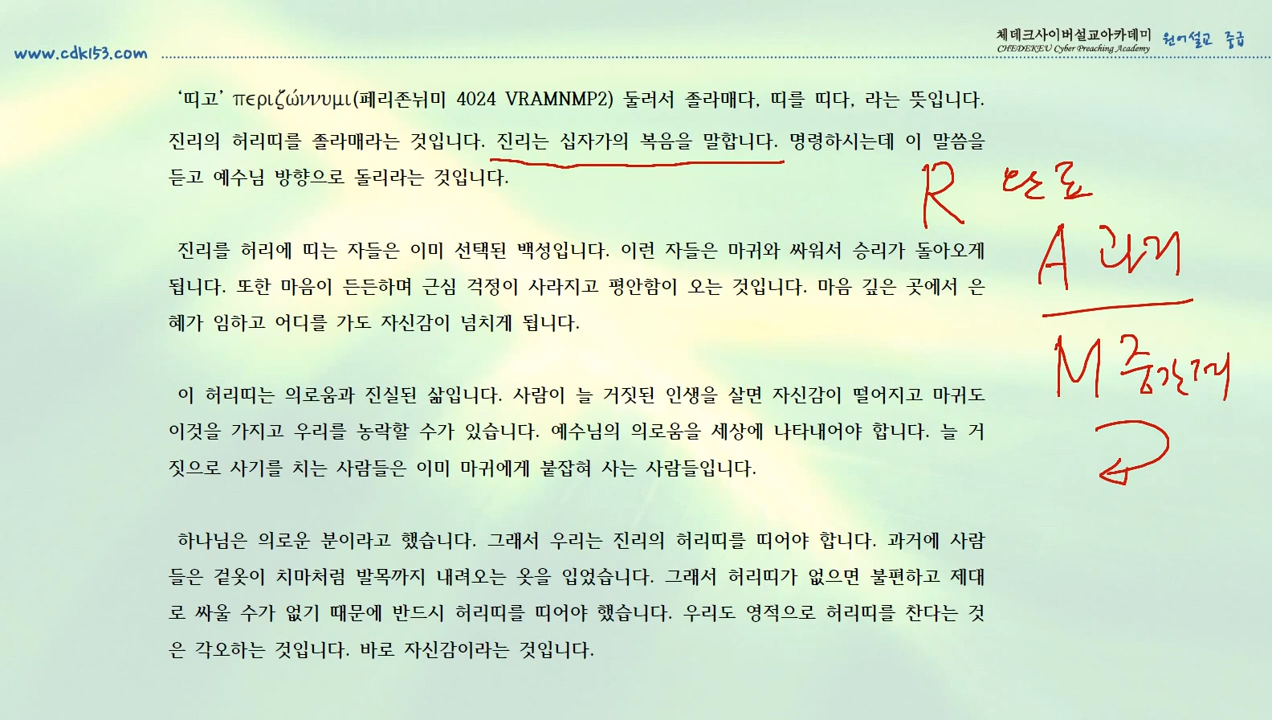 www.cdk153.com
체데크사이버설교아카데미 원어설교 중급
CHEDEKEU Cyber Preaching Academy
‘띠고’ περιζώννυμι(페리존뉘미 4024 VRAMNMP2) 둘러서 졸라매다, 띠를 띠다, 라는 뜻입니다.
진리의 허리띠를 졸라매라는 것입니다. 진리는 십자가의 복음을 말합니다. 명령하시는데 이 말씀을
듣고 예수님 방향으로 돌리라는 것입니다.
R 완료
A 과거
M 중간태
진리를 허리에 띠는 자들은 이미 선택된 백성입니다. 이런 자들은 마귀와 싸워서 승리가 돌아오게
됩니다. 또한 마음이 든든하며 근심 걱정이 사라지고 평안함이 오는 것입니다. 마음 깊은 곳에서 은
혜가 임하고 어디를 가도 자신감이 넘치게 됩니다.
이 허리띠는 의로움과 진실된 삶입니다. 사람이 늘 거짓된 인생을 살면 자신감이 떨어지고 마귀도
이것을 가지고 우리를 농락할 수가 있습니다. 예수님의 의로움을 세상에 나타내어야 합니다. 늘 거
짓으로 사기를 치는 사람들은 이미 마귀에게 붙잡혀 사는 사람들입니다.
하나님은 의로운 분이라고 했습니다. 그래서 우리는 진리의 허리띠를 띠어야 합니다. 과거에 사람
들은 겉옷이 치마처럼 발목까지 내려오는 옷을 입었습니다. 그래서 허리띠가 없으면 불편하고 제대
로 싸울 수가 없기 때문에 반드시 허리띠를 띠어야 했습니다. 우리도 영적으로 허리띠를 찬다는 것
은 각오하는 것입니다. 바로 자신감이라는 것입니다.